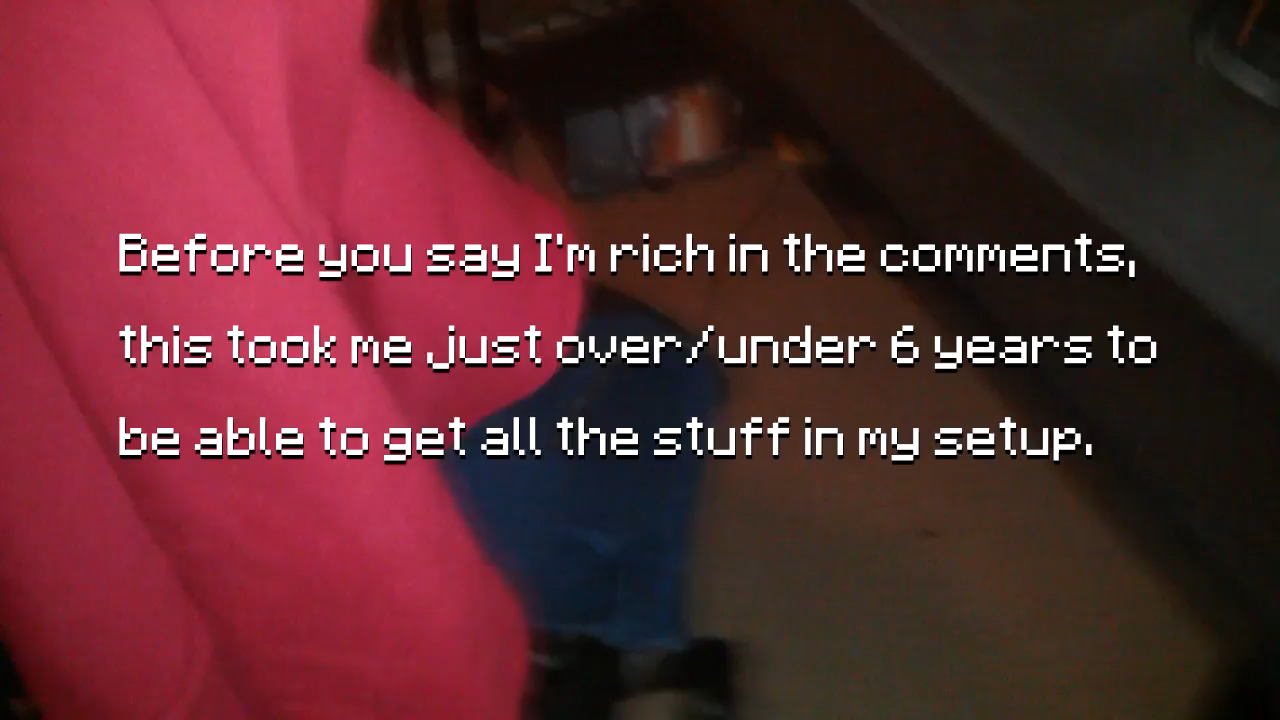 Before you say I'm rich in the comments,
this took me just over/under 6 years to
be able to get all the stuff in my setup.